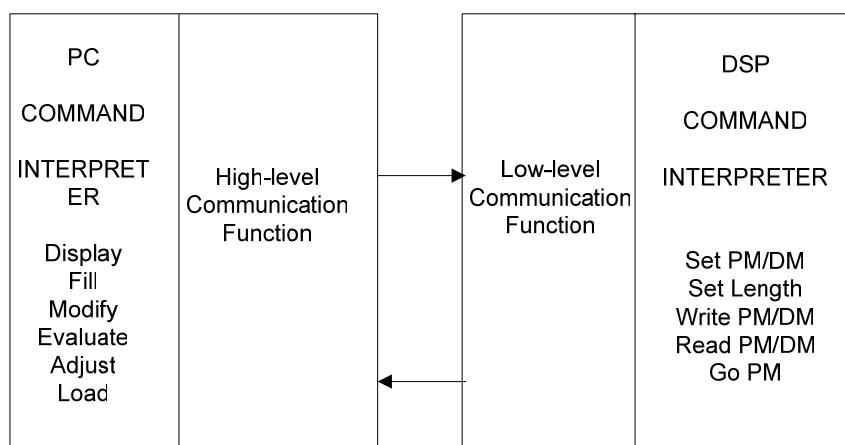 PC
COMMAND
INTERPRET
ER
Display
Fill
Modify
Evaluate
Adjust
Load
High-level
Communication
Function
Low-level
Communication
Function
DSP
COMMAND
INTERPRETER
Set PM/DM
Set Length
Write PM/DM
Read PM/DM
Go PM